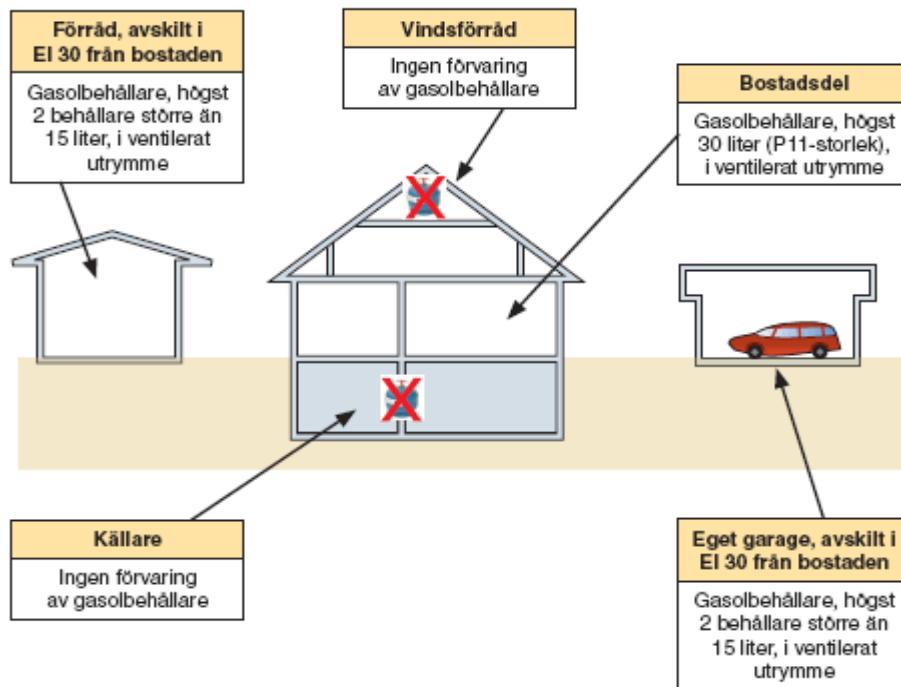 Förråd, avskilt i
EI 30 från bostaden
Gasolbehållare, högst
2 behållare större än
15 liter, i ventilerat
utrymme
Vindsförråd
Ingen förvaring
av gasolbehållare
Bostadsdel
Gasolbehållare, högst
30 liter (P11-storlek),
i ventilerat utrymme
Källare
Ingen förvaring
av gasolbehållare
Eget garage, avskilt i
EI 30 från bostaden
Gasolbehållare, högst
2 behållare större än
15 liter, i ventilerat
utrymme